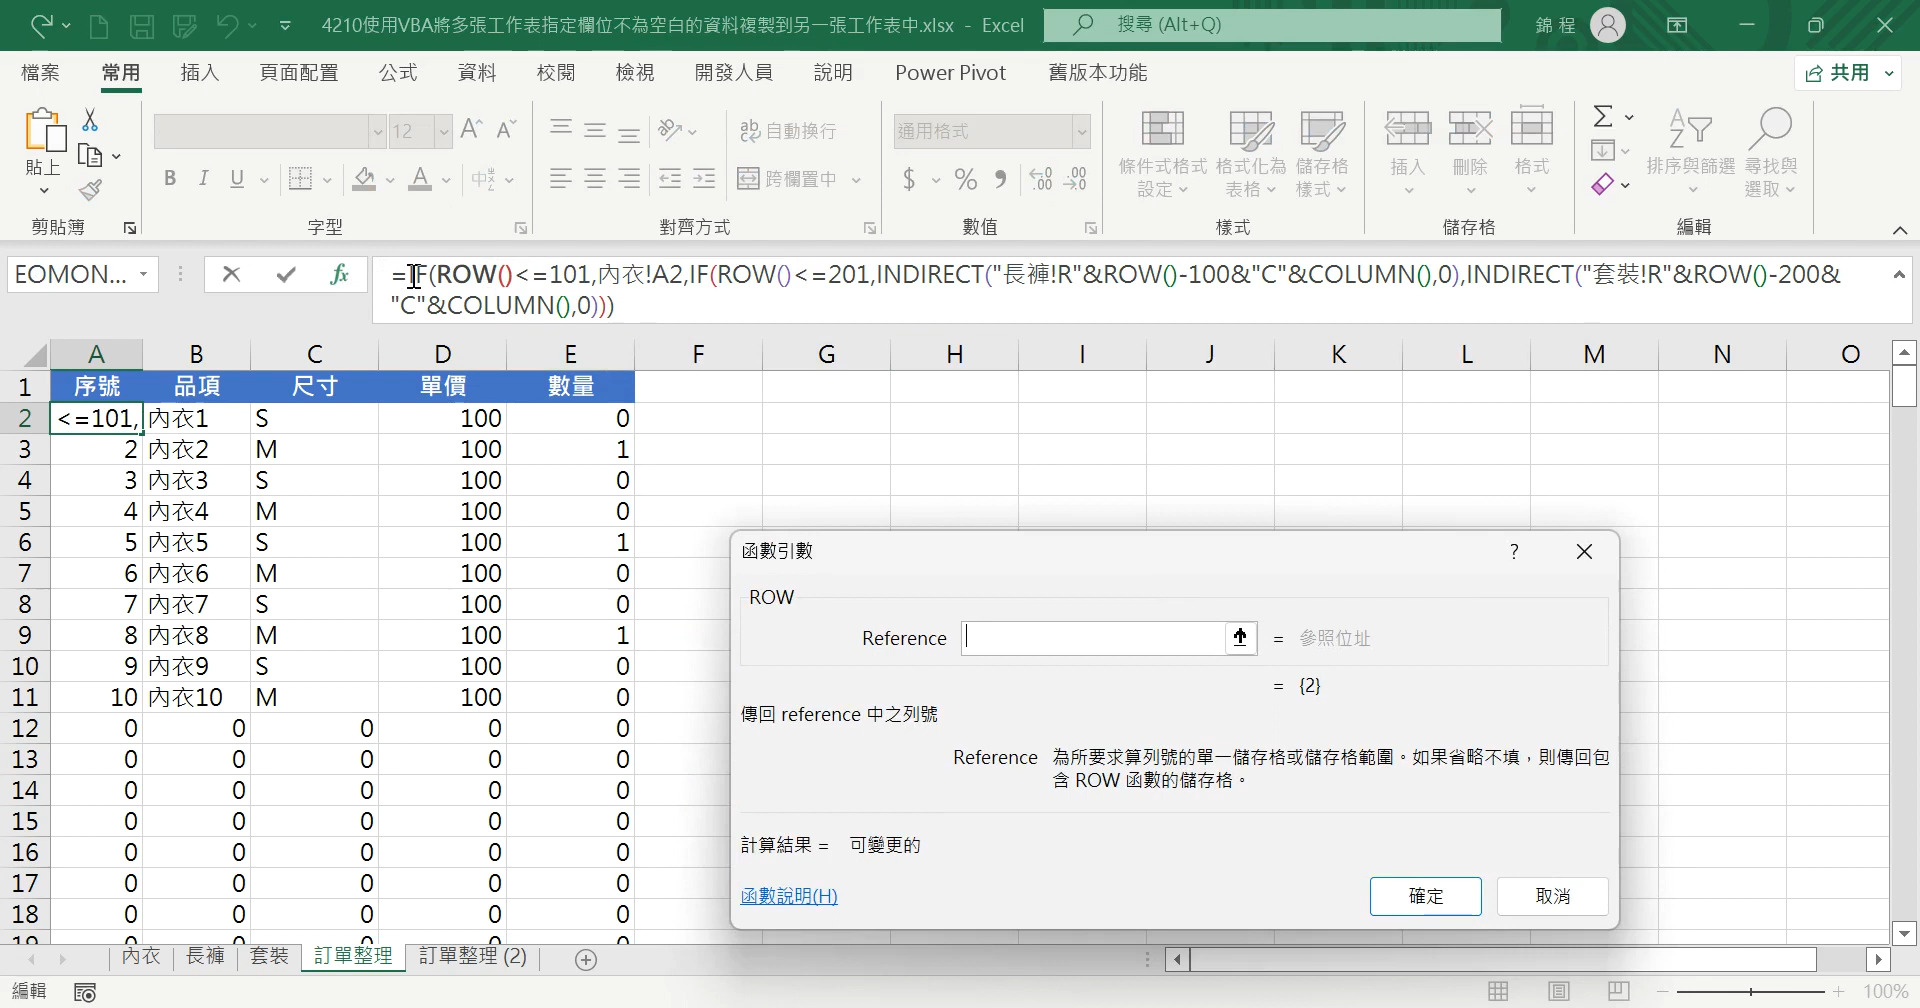 4210使用VBA將多張工作表指定欄位不為空白的資料複製到另一張工作表中.xlsx - Excel
搜尋 (Alt+Q)
錦 程
檔案 常用 插入 頁面配置 公式 資料 校閱 檢視 開發人員 說明 Power Pivot 舊版本功能
共用
貼上
12
B I U
自動換行
跨欄置中
通用格式
條件式格式設定
格式化為表格
儲存格樣式
插入
刪除
格式
排序與篩選
尋找與選取
剪貼簿 字型 對齊方式 數值 樣式 儲存格 編輯
EOMON...
=IF(ROW()<=101,內衣!A2,IF(ROW()<=201,INDIRECT("長褲!R"&ROW()-100&"C"&COLUMN(),0),INDIRECT("套裝!R"&ROW()-200&
"C"&COLUMN(),0)))
A B C D E F G H I J K L M N O
1 序號 品項 尺寸 單價 數量
2 <=101, 內衣1 S 100 0
3 2 內衣2 M 100 1
4 3 內衣3 S 100 0
5 4 內衣4 M 100 0
6 5 內衣5 S 100 1
7 6 內衣6 M 100 0
8 7 內衣7 S 100 0
9 8 內衣8 M 100 1
10 9 內衣9 S 100 0
11 10 內衣10 M 100 0
12 0 0 0 0 0
13 0 0 0 0 0
14 0 0 0 0 0
15 0 0 0 0 0
16 0 0 0 0 0
17 0 0 0 0 0
18 0 0 0 0 0
19 0 0 0 0 0
函數引數 ?
ROW
Reference = 參照位址
= {2}
傳回 reference 中之列號
Reference 為所要求算列號的單一儲存格或儲存格範圍。如果省略不填，則傳回包
含 ROW 函數的儲存格。
計算結果 = 可變更的
函數說明(H)
確定 取消
內衣 長褲 套裝 訂單整理 訂單整理 (2)
編輯
100%